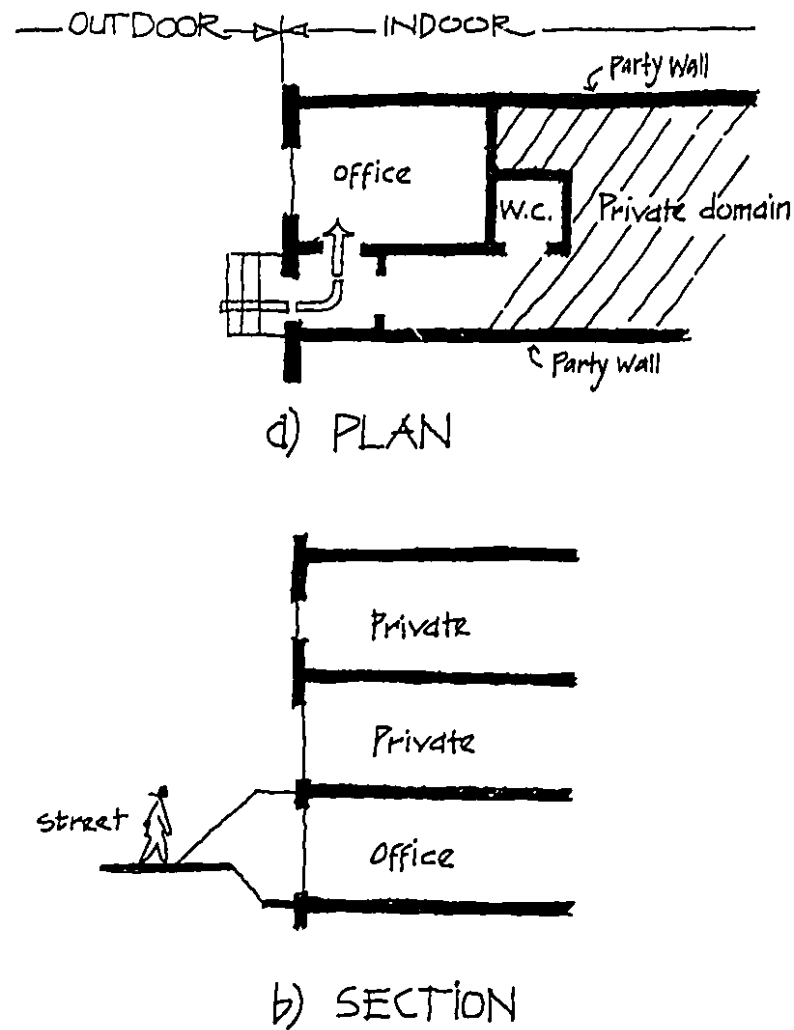 OUTDOOR INDOOR
Party Wall
Office
W.C. Private domain
Party Wall
a) PLAN
Private
Private
Street
Office
b) SECTION